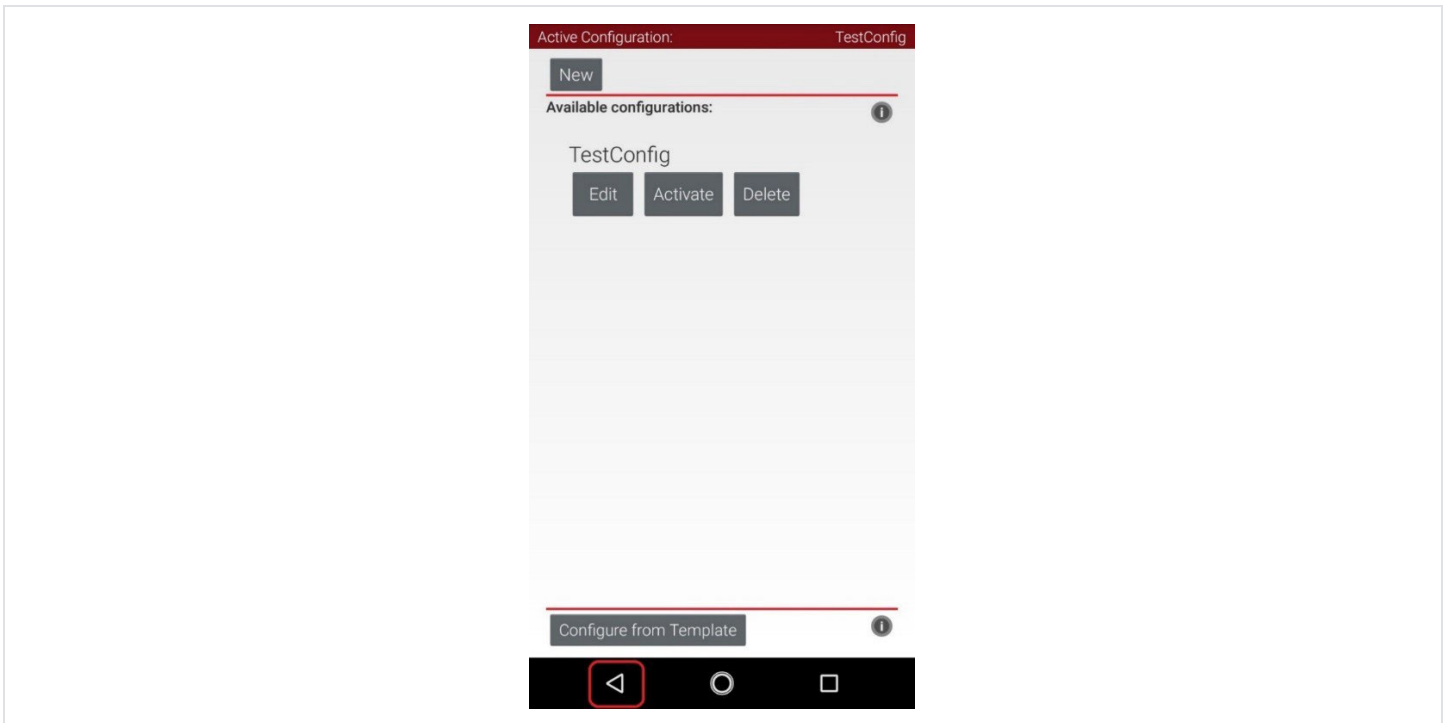 Active Configuration: TestConfig
New
Available configurations:
TestConfig
Edit Activate Delete
Configure from Template